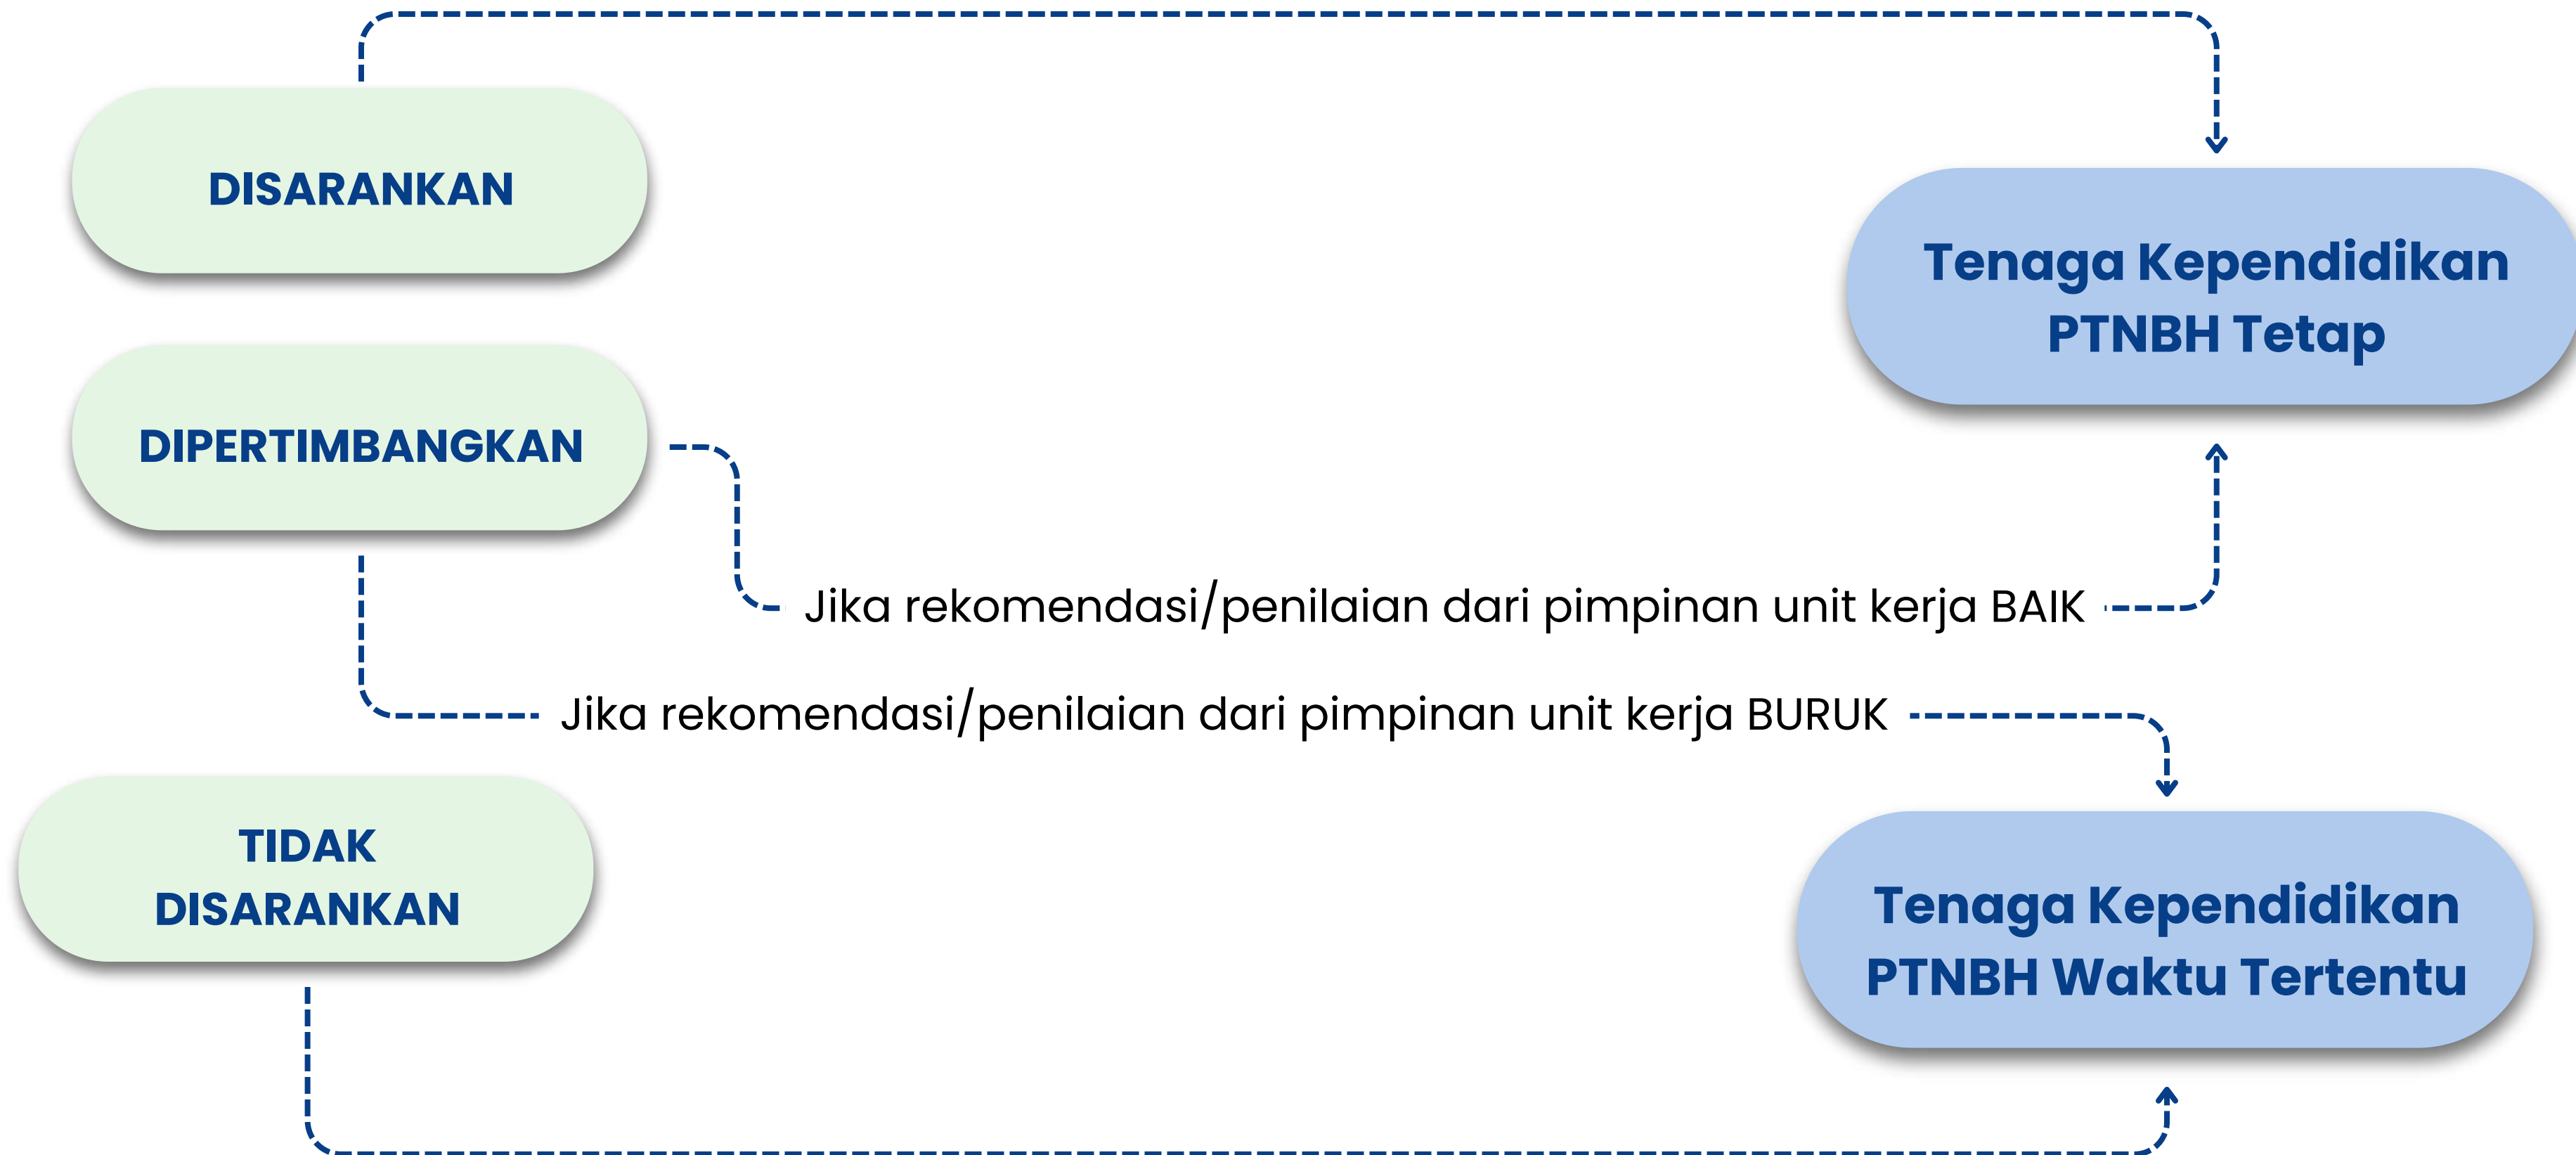 DISARANKAN
Tenaga Kependidikan
PTNBH Tetap
DIPERTIMBANGKAN
Jika rekomendasi/penilaian dari pimpinan unit kerja BAIK
Jika rekomendasi/penilaian dari pimpinan unit kerja BURUK
TIDAK
DISARANKAN
Tenaga Kependidikan
PTNBH Waktu Tertentu